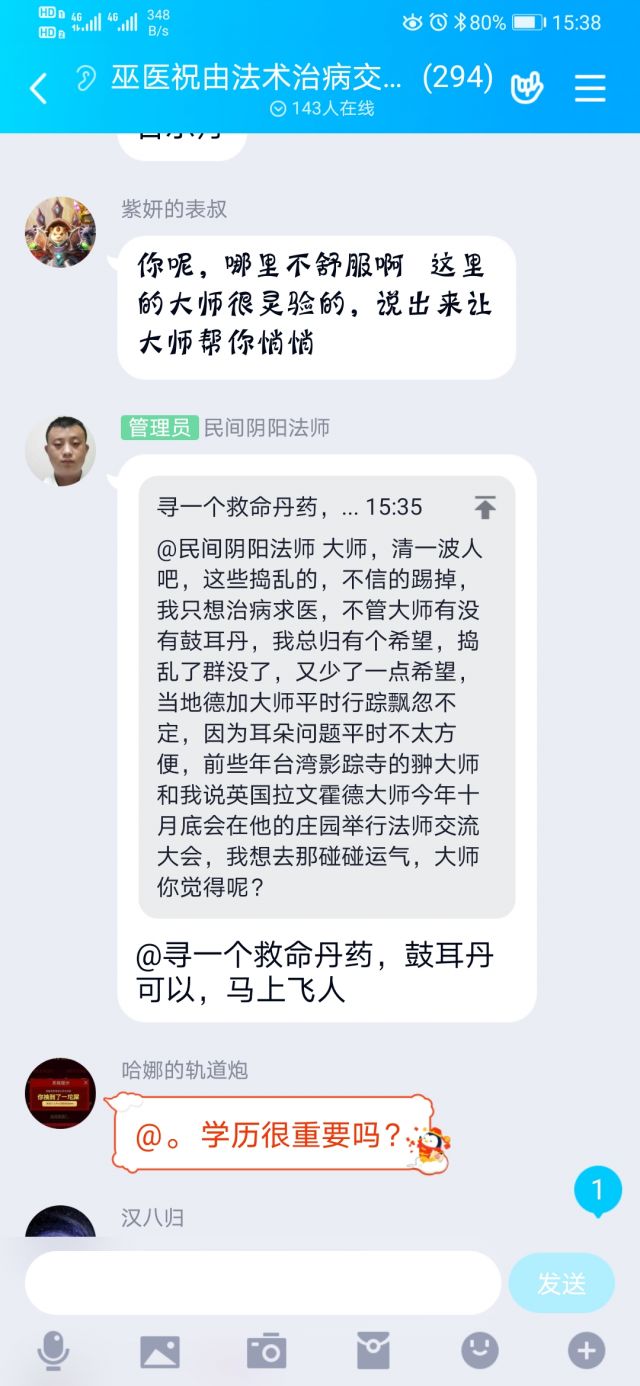 HD 1 4G 4G 348 B/s 80% 15:38
HD 2
巫医祝由法术治病交... (294)
143人在线
紫妍的表叔
你呢，哪里不舒服啊 这里
的大师很灵验的，说出来让
大师帮你悄悄
管理员 民间阴阳法师
寻一个救命丹药，... 15:35
@民间阴阳法师 大师，清一波人
吧，这些捣乱的，不信的踢掉，
我只想治病求医，不管大师有没
有鼓耳丹，我总归有个希望，捣
乱了群没了，又少了一点希望，
当地德加大师平时行踪飘忽不
定，因为耳朵问题平时不太方
便，前些年台湾影踪寺的翀大师
和我说英国拉文霍德大师今年十
月底会在他的庄园举行法师交流
大会，我想去那碰碰运气，大师
你觉得呢？
@寻一个救命丹药，鼓耳丹
可以，马上飞人
哈娜的轨道炮
@。学历很重要吗？
1
汉八归
发送